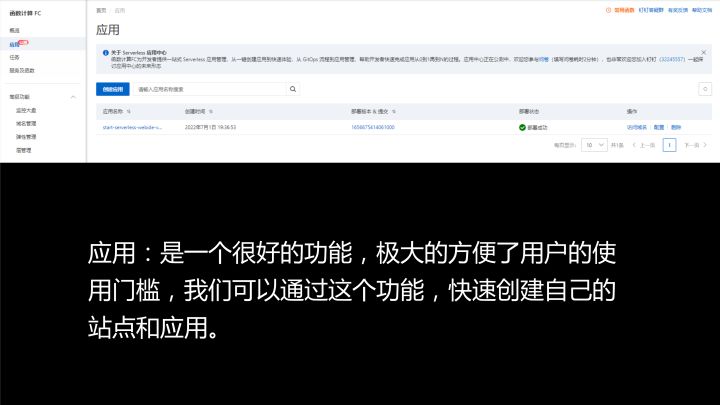 函数计算 FC
首页 / 应用
常用函数 钉钉答疑群 有奖反馈 帮助文档
概览
应用
任务
服务及函数
高级功能
监控大盘
域名管理
弹性管理
层管理
应用
关于 Serverless 应用中心
函数计算FC为开发者提供一站式 Serverless 应用管理，从一键创建应用到快速体验、从 GitOps 流程到应用管理，帮助开发者快速完成应用从0到1再到N的过程。应用中心正在公测中，欢迎您参与问卷（填写问卷耗时2分钟），也非常欢迎您加入钉钉（33245557）一起探
讨应用中心的未来形态
创建应用 请输入应用名称搜索
应用名称 创建时间 部署版本 & 提交 部署状态 操作
start-serverless-website-v... 2022年7月1日 19:36:53 1656675414061000 部署成功 访问域名 | 配置 | 删除
每页显示： 10 共1条 上一页 1 下一页
应用：是一个很好的功能，极大的方便了用户的使
用门槛，我们可以通过这个功能，快速创建自己的
站点和应用。